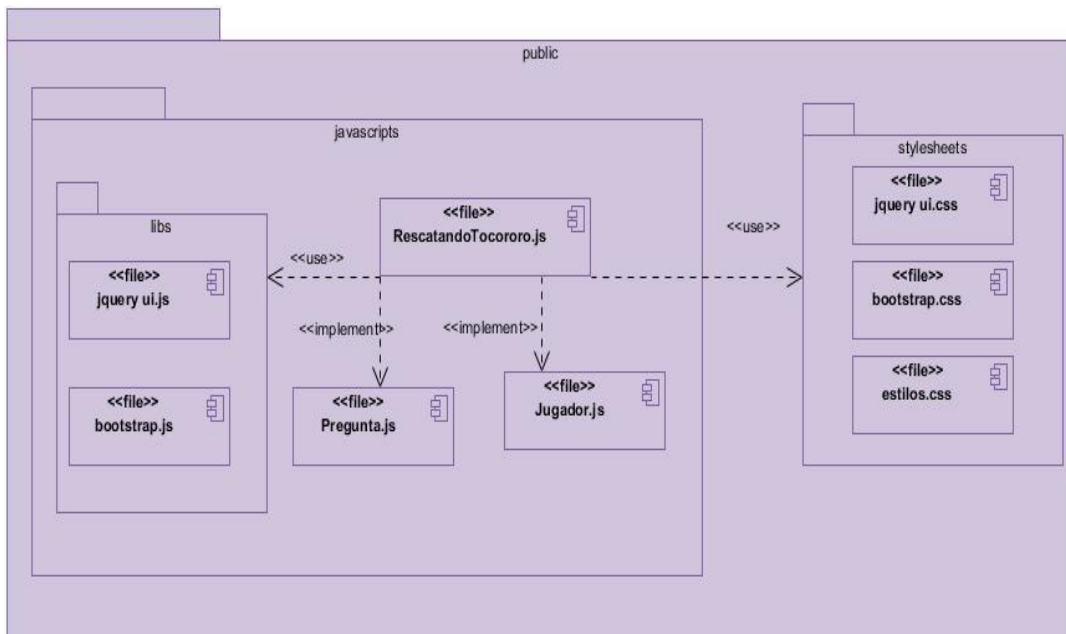 public
javascripts
stylesheets
libs
<<file>>
RescatandoTocororo.js
<<use>>
<<use>>
<<file>>
jquery ui.js
<<implement>>
<<implement>>
<<file>>
bootstrap.js
<<file>>
Pregunta.js
<<file>>
Jugador.js
<<file>>
jquery ui.css
<<file>>
bootstrap.css
<<file>>
estilos.css